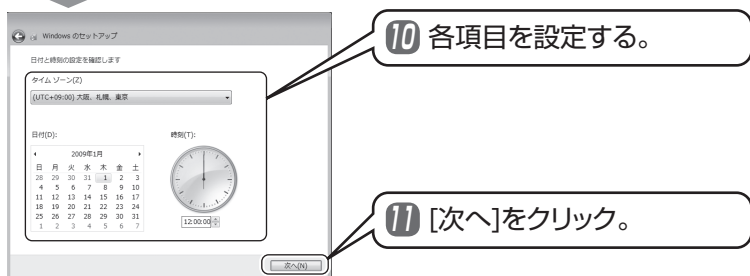 Windows のセットアップ
日付と時刻の設定を確認します
タイム ゾーン(Z)
(UTC+09:00) 大阪、札幌、東京
日付(D):
時刻(T):
2009年1月
日 月 火 水 木 金 土
28 29 30 31 1 2 3
4 5 6 7 8 9 10
11 12 13 14 15 16 17
18 19 20 21 22 23 24
25 26 27 28 29 30 31
1 2 3 4 5 6 7
12:00:00
次へ(N)
10 各項目を設定する。
11 [次へ]をクリック。